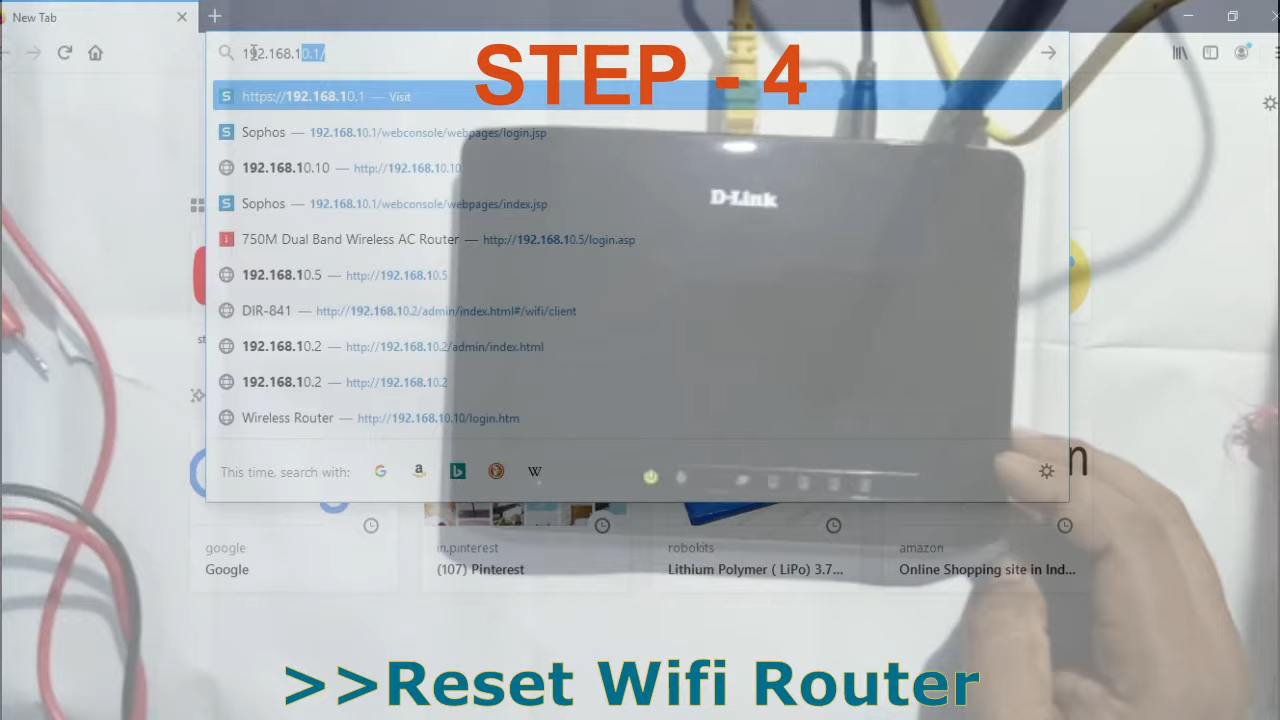 New Tab
192.168.10.1/
STEP - 4
https://192.168.10.1 — Visit
Sophos — 192.168.10.1/webconsole/webpages/login.jsp
192.168.10.10 — http://192.168.10.10
Sophos — 192.168.10.1/webconsole/webpages/index.jsp
D-Link
750M Dual Band Wireless AC Router — http://192.168.10.5/login.asp
192.168.10.5 — http://192.168.10.5
DIR-841 — http://192.168.10.2/admin/index.html#/wifi/client
st
192.168.10.2 — http://192.168.10.2/admin/index.html
192.168.10.2 — http://192.168.10.2
Wireless Router — http://192.168.10.10/login.htm
This time, search with: G a W
n
google
Google
in.pinterest
(107) Pinterest
robokits
Lithium Polymer ( LiPo) 3.7...
amazon
Online Shopping site in Ind...
>>Reset Wifi Router